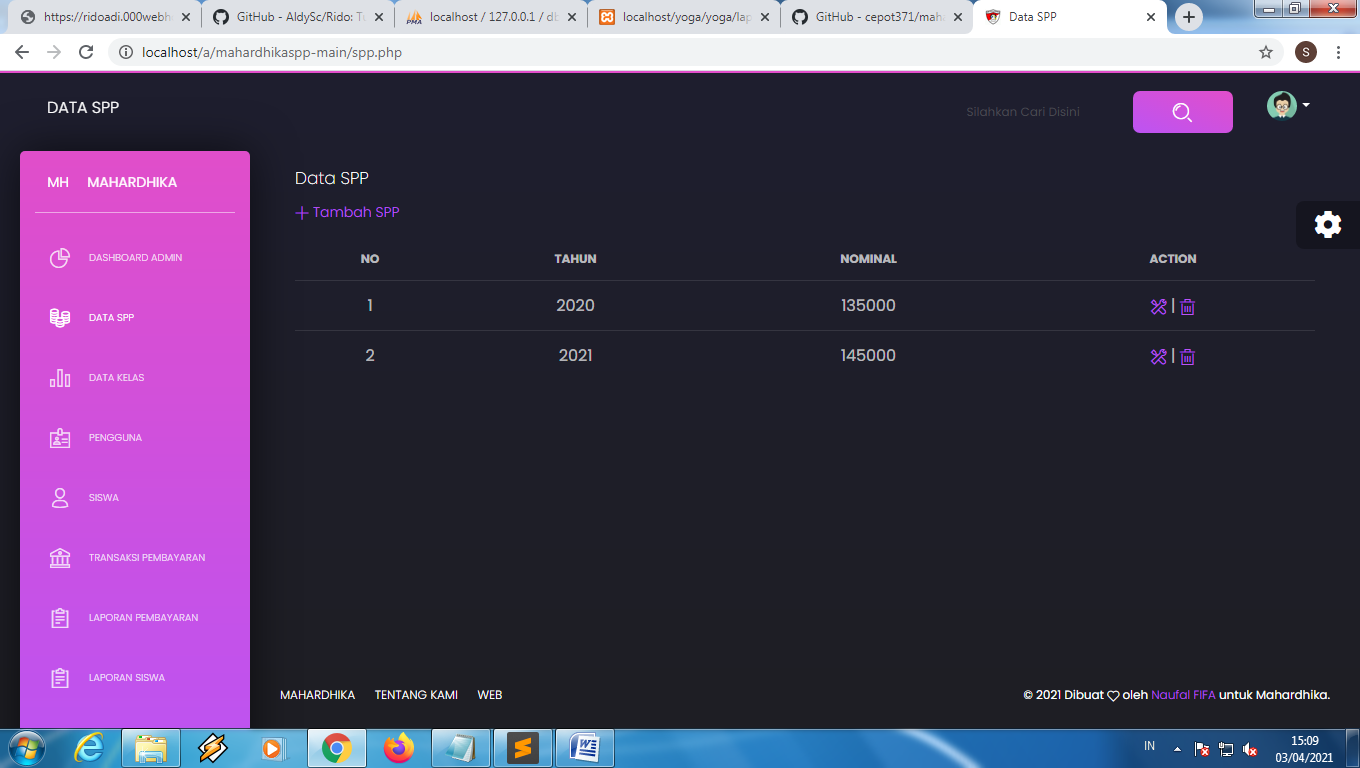 https://ridoadi.000webh
GitHub - AldySc/Rido: Tu
localhost / 127.0.0.1 / db
localhost/yoga/yoga/lap
GitHub - cepot371/maha
Data SPP
localhost/a/mahardhikaspp-main/spp.php
S
DATA SPP
Silahkan Cari Disini
MH MAHARDHIKA
DASHBOARD ADMIN
DATA SPP
DATA KELAS
PENGGUNA
SISWA
TRANSAKSI PEMBAYARAN
LAPORAN PEMBAYARAN
LAPORAN SISWA
Data SPP
+ Tambah SPP
NO TAHUN NOMINAL ACTION
1 2020 135000 |
2 2021 145000 |
MAHARDHIKA TENTANG KAMI WEB
© 2021 Dibuat ♡ oleh Naufal FIFA untuk Mahardhika.
IN
15:09
03/04/2021